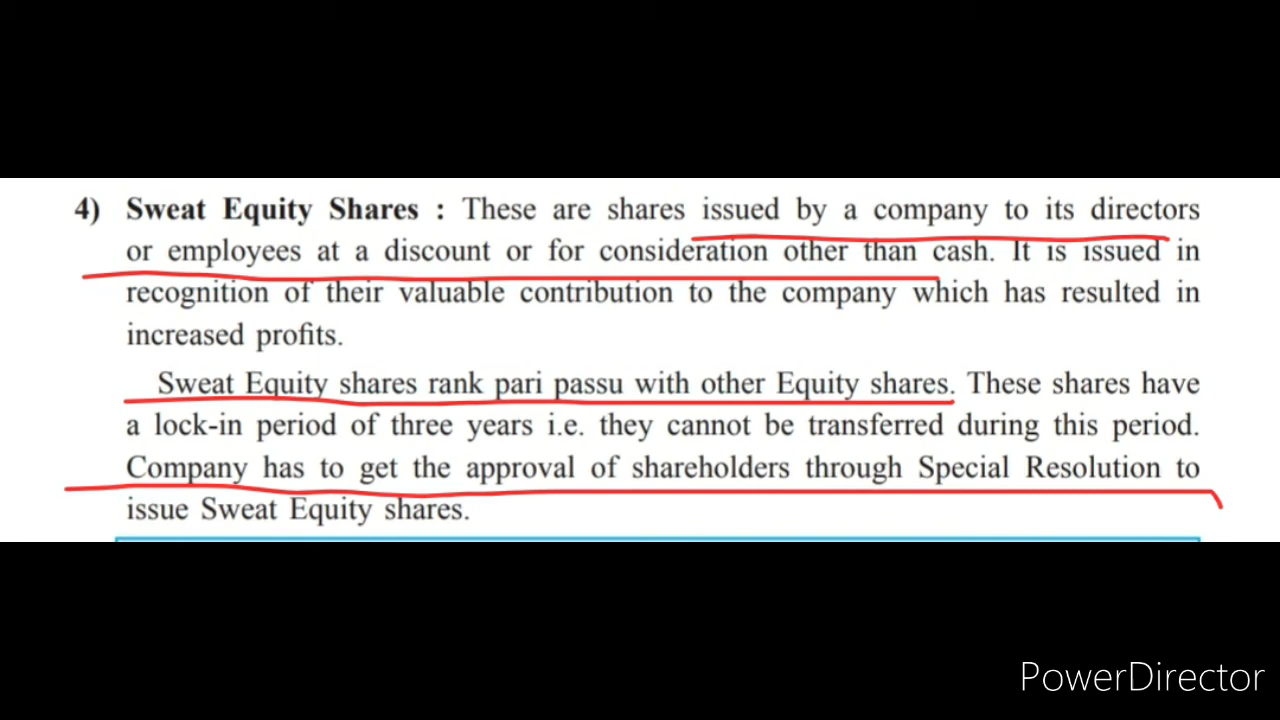 4) Sweat Equity Shares : These are shares issued by a company to its directors
or employees at a discount or for consideration other than cash. It is issued in
recognition of their valuable contribution to the company which has resulted in
increased profits.
Sweat Equity shares rank pari passu with other Equity shares. These shares have
a lock-in period of three years i.e. they cannot be transferred during this period.
Company has to get the approval of shareholders through Special Resolution to
issue Sweat Equity shares.
PowerDirector